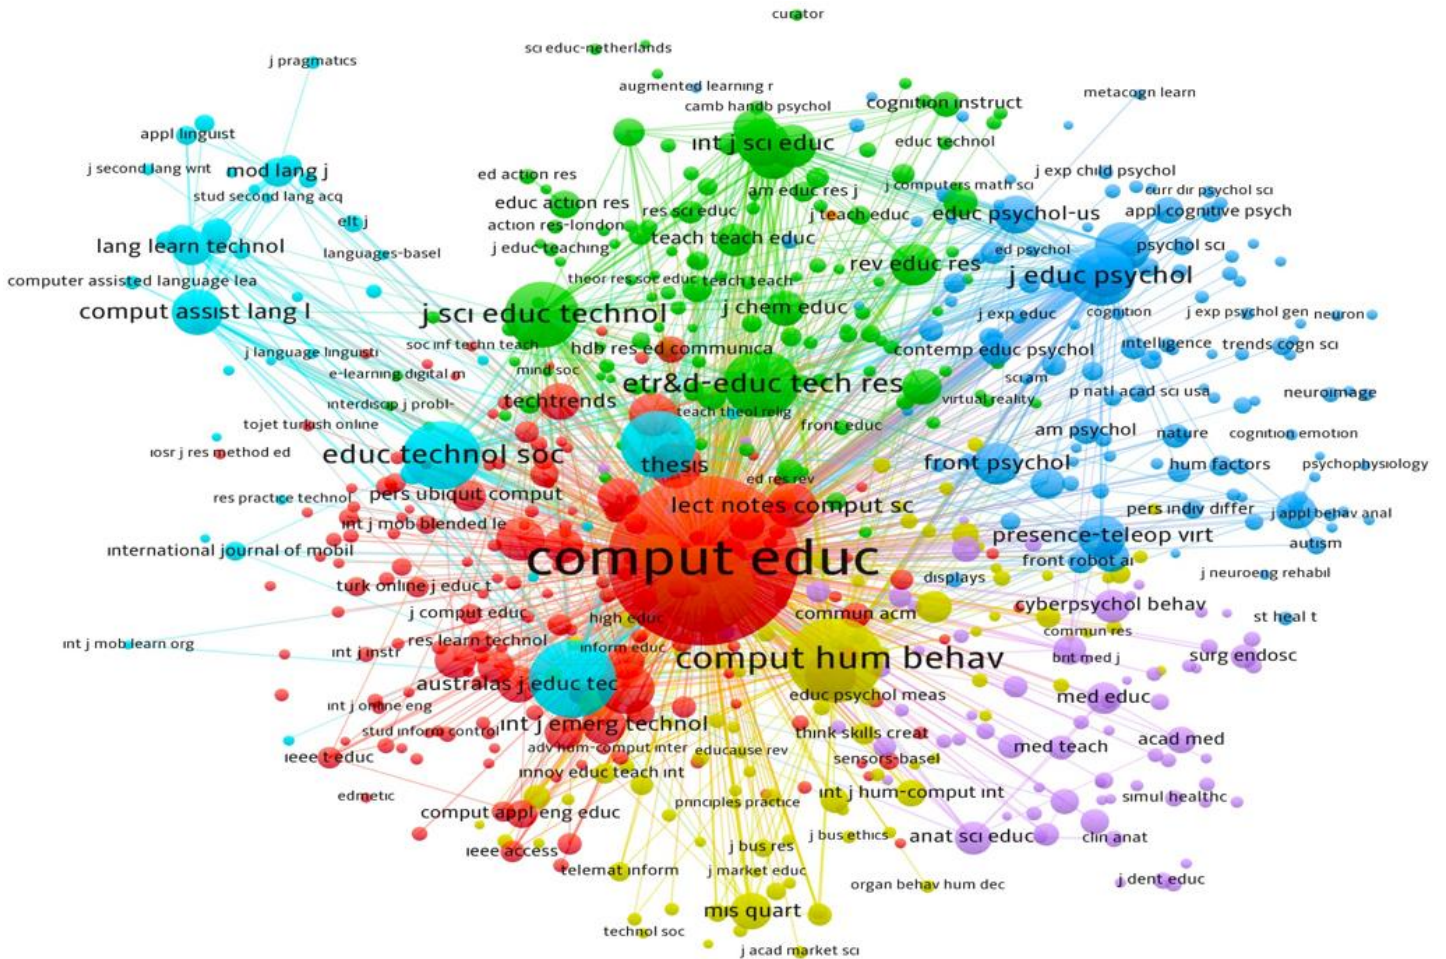 curator
sci educ-netherlands
j pragmatics
augmented learning r
metacogn learn
camb handb psychol
cognition instruct
appl linguist
int j sci educ
educ technol
j second lang wrt
mod lang j
ed action res
j exp child psychol
stud second lang acq
am educ res j
j computers math sci
curr dir psychol sci
educ action res
res sci educ
j teach educ
educ psychol-us
appl cognitive psych
elt j
action res-london
lang learn technol
j educ teaching
teach teach educ
ed psychol
psychol sci
languages-basel
rev educ res
computer assisted language lea
theor res soc educ
teach teach
j educ psychol
comput assist lang l
j sci educ technol
j chem educ
j exp educ
cognition
j exp psychol gen
neuron
soc inf techn teach
hdb res ed communica
contemp educ psychol
intelligence
trends cogn sci
j language linguisti
e-learning digital m
mind soc
etr&d-educ tech res
sci am
p natl acad sci usa
neuroimage
interdiscip j probl-
techtrends
teach theol relig
virtual reality
tojet turkish online
front educ
am psychol
nature
cognition emotion
iosr j res method ed
educ technol soc
thesis
front psychol
hum factors
psychophysiology
ed res rev
res practice technol
pers ubiquit comput
lect notes comput sc
pers indiv differ
j appl behav anal
int j mob blended le
international journal of mobil
comput educ
presence-teleop virt
autism
front robot ai
turk online j educ t
displays
j neuroeng rehabil
j comput educ
high educ
commun acm
cyberpsychol behav
st heal t
int j mob learn org
res learn technol
inform educ
commun res
int j instr
comput hum behav
brit med j
surg endosc
australas j educ tec
educ psychol meas
med educ
int j online eng
stud inform control
int j emerg technol
think skills creat
acad med
ieee t educ
adv hum-comput inter
educause rev
sensors-basel
med teach
innov educ teach int
edmetic
principles practice
int j hum-comput int
simul healthc
comput appl eng educ
j bus ethics
anat sci educ
clin anat
ieee access
j bus res
telemat inform
j market educ
organ behav hum dec
j dent educ
mis quart
technol soc
j acad market sci